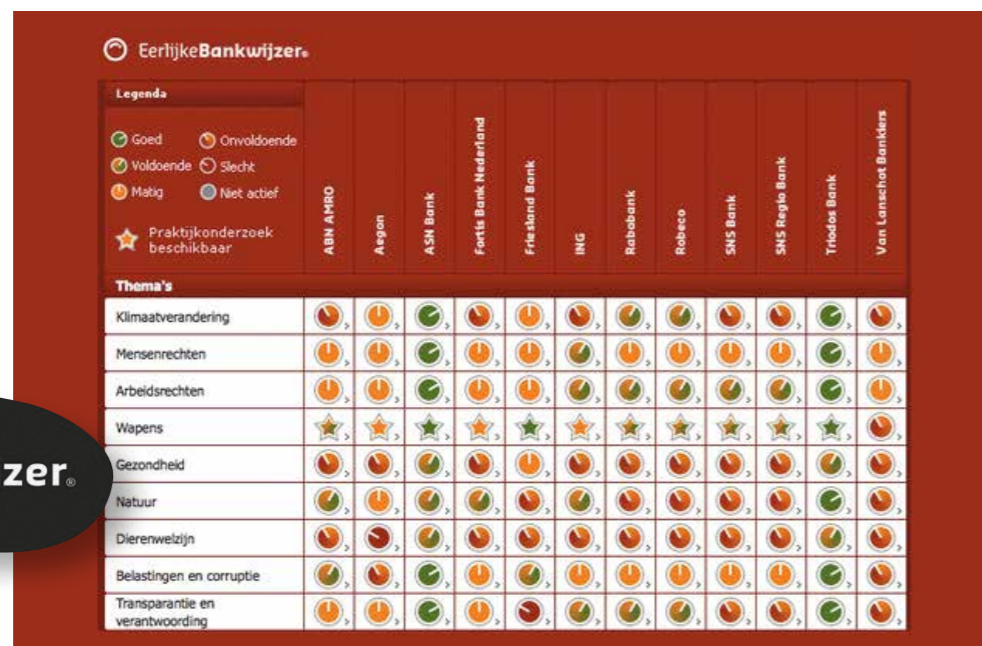 EerlijkeBankwijzer®
Legenda
Goed
Onvoldoende
Voldoende
Slecht
Matig
Niet actief
Praktijkonderzoek
beschikbaar
ABN AMRO
Aegon
ASN Bank
Fortis Bank Nederland
Friesland Bank
ING
Rabobank
Robeco
SNS Bank
SNS Regio Bank
Triodos Bank
Van Lanschot Bankiers
Thema's
Klimaatverandering
Mensenrechten
Arbeidsrechten
Wapens
Gezondheid
Natuur
Dierenwelzijn
Belastingen en corruptie
Transparantie en
verantwoording
zer®